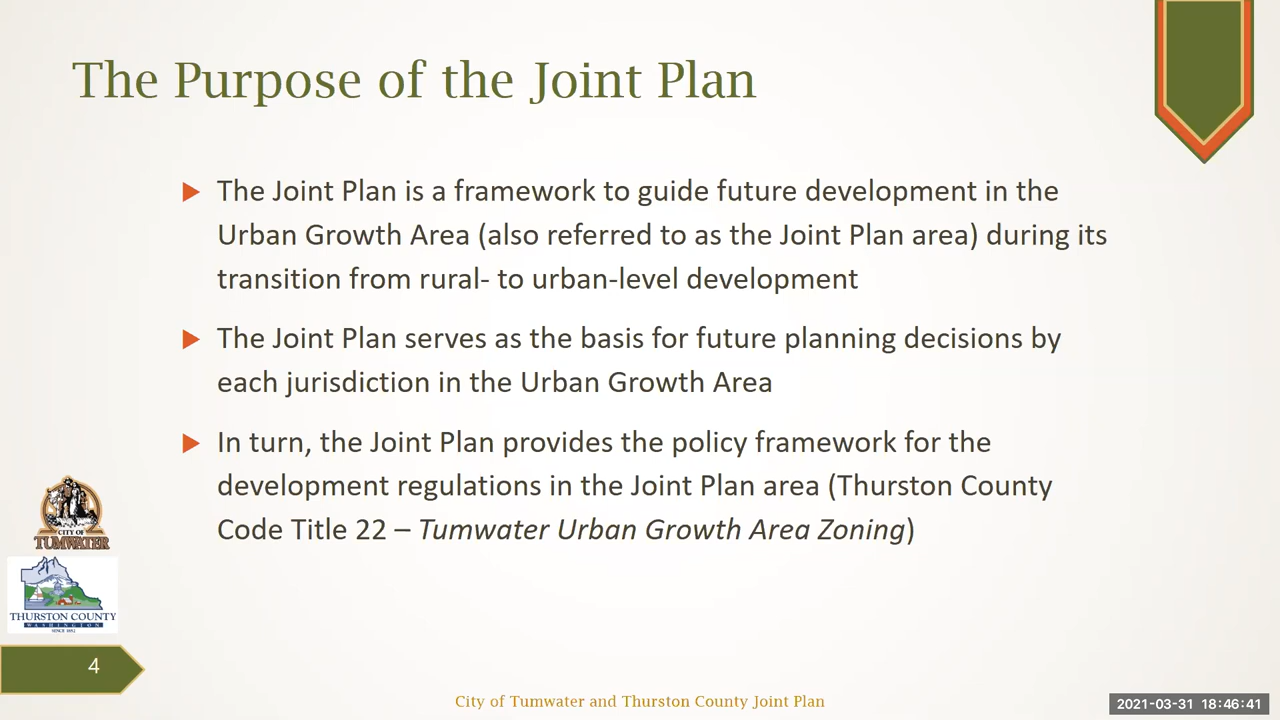 The Purpose of the Joint Plan
The Joint Plan is a framework to guide future development in the
Urban Growth Area (also referred to as the Joint Plan area) during its
transition from rural- to urban-level development
The Joint Plan serves as the basis for future planning decisions by
each jurisdiction in the Urban Growth Area
In turn, the Joint Plan provides the policy framework for the
development regulations in the Joint Plan area (Thurston County
Code Title 22 – Tumwater Urban Growth Area Zoning)
CITY OF
TUMWATER
THURSTON COUNTY
WASHINGTON
SINCE 1852
4
City of Tumwater and Thurston County Joint Plan
2021-03-31 18:46:41